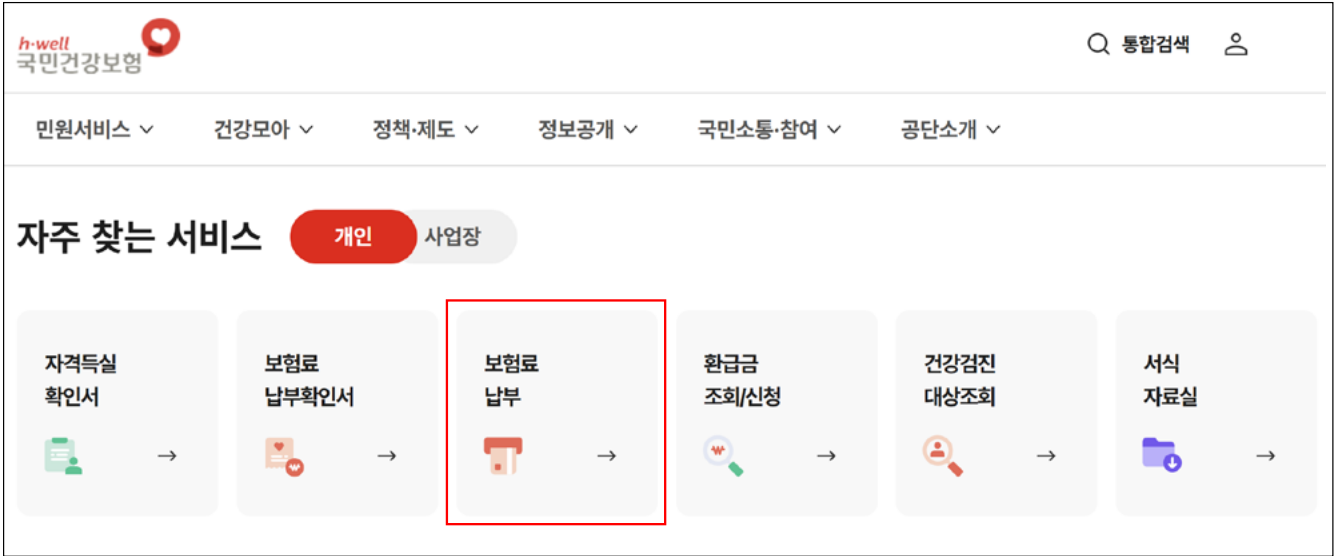 h·well
국민건강보험
통합검색
민원서비스 건강모아 정책·제도 정보공개 국민소통·참여 공단소개
자주 찾는 서비스 개인 사업장
자격득실
확인서
보험료
납부확인서
보험료
납부
환급금
조회/신청
건강검진
대상조회
서식
자료실